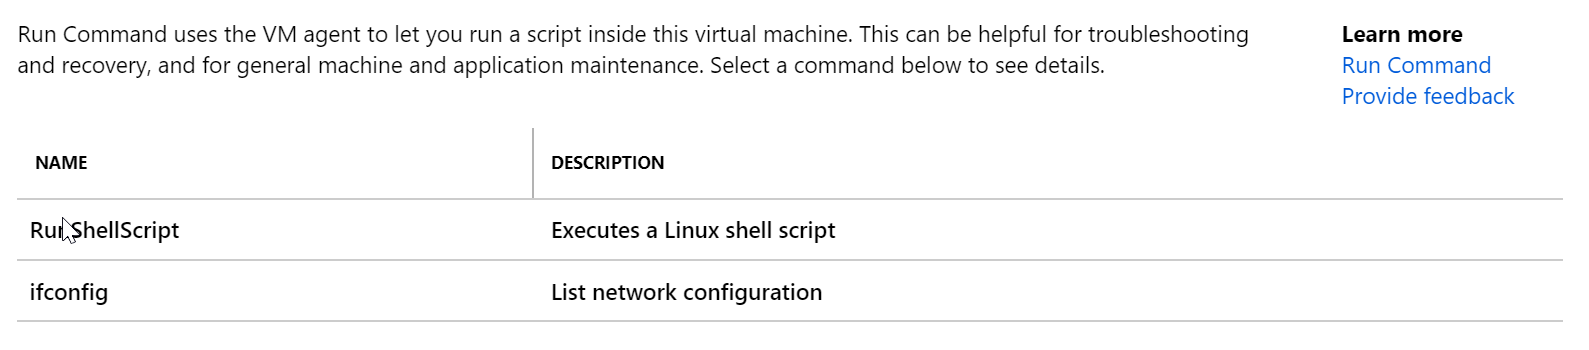 Run Command uses the VM agent to let you run a script inside this virtual machine. This can be helpful for troubleshooting
and recovery, and for general machine and application maintenance. Select a command below to see details.
Learn more
Run Command
Provide feedback
NAME DESCRIPTION
RunShellScript Executes a Linux shell script
ifconfig List network configuration